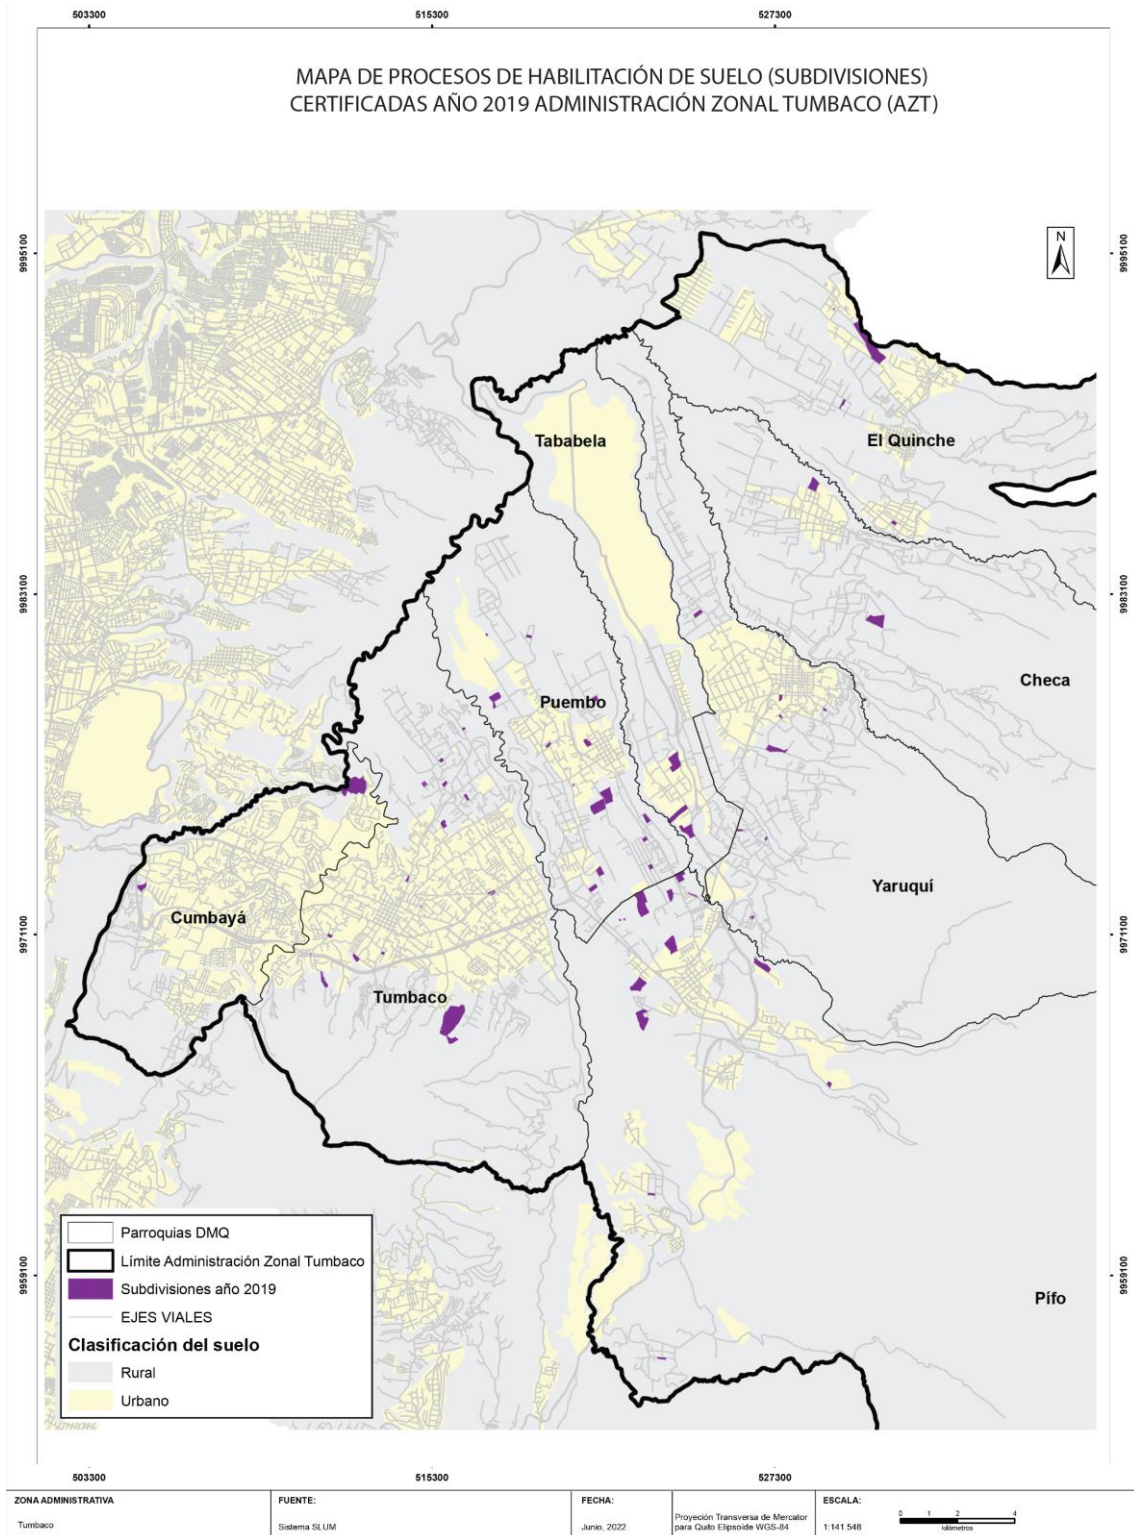 503300 515300 527300
MAPA DE PROCESOS DE HABILITACIÓN DE SUELO (SUBDIVISIONES)
CERTIFICADAS AÑO 2019 ADMINISTRACIÓN ZONAL TUMBACO (AZT)
9995100 9995100
N
Tababela
El Quinche
9983100 9983100
Checa
Puembo
Yaruquí
Cumbayá
9971100 9971100
Tumbaco
Parroquias DMQ
Límite Administración Zonal Tumbaco
Subdivisiones año 2019
EJES VIALES
Clasificación del suelo
Rural
Urbano
9959100 9959100
Pifo
503300 515300 527300
ZONA ADMINISTRATIVA
Tumbaco
FUENTE:
Sistema SLUM
FECHA:
Junio, 2022
Proyección Transversa de Mercator
para Quito Elipsoide WGS-84
ESCALA:
1:141.548
0 1 2 4
kilómetros